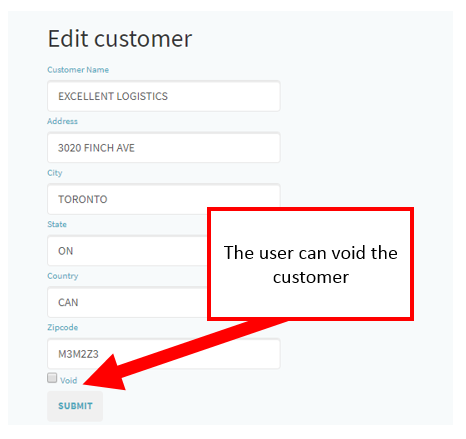 Edit customer
Customer Name
EXCELLENT LOGISTICS
Address
3020 FINCH AVE
City
TORONTO
State
ON
Country
CAN
Zipcode
M3M2Z3
Void
SUBMIT
The user can void the
customer